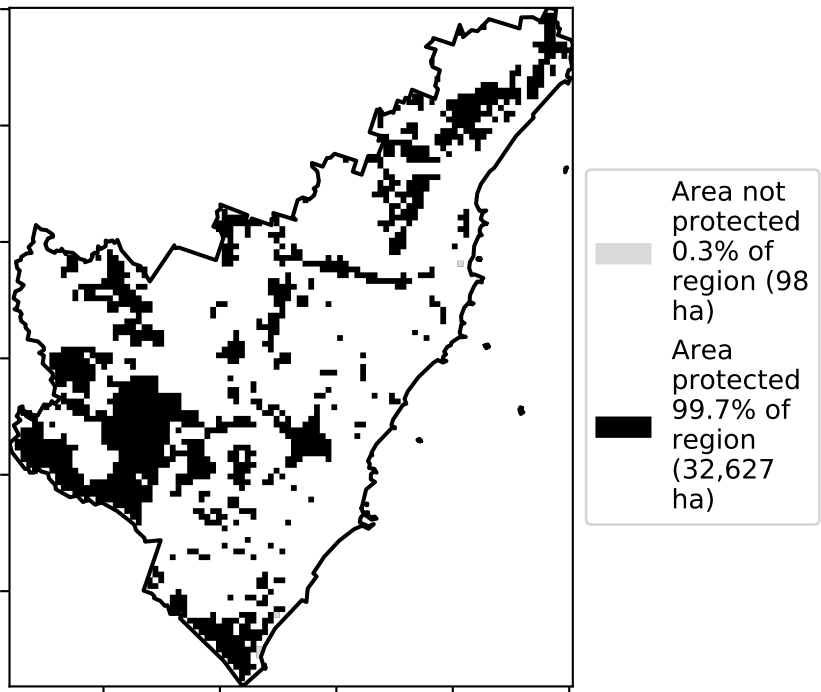 Area not
protected
0.3% of
region (98
ha)
Area
protected
99.7% of
region
(32,627
ha)